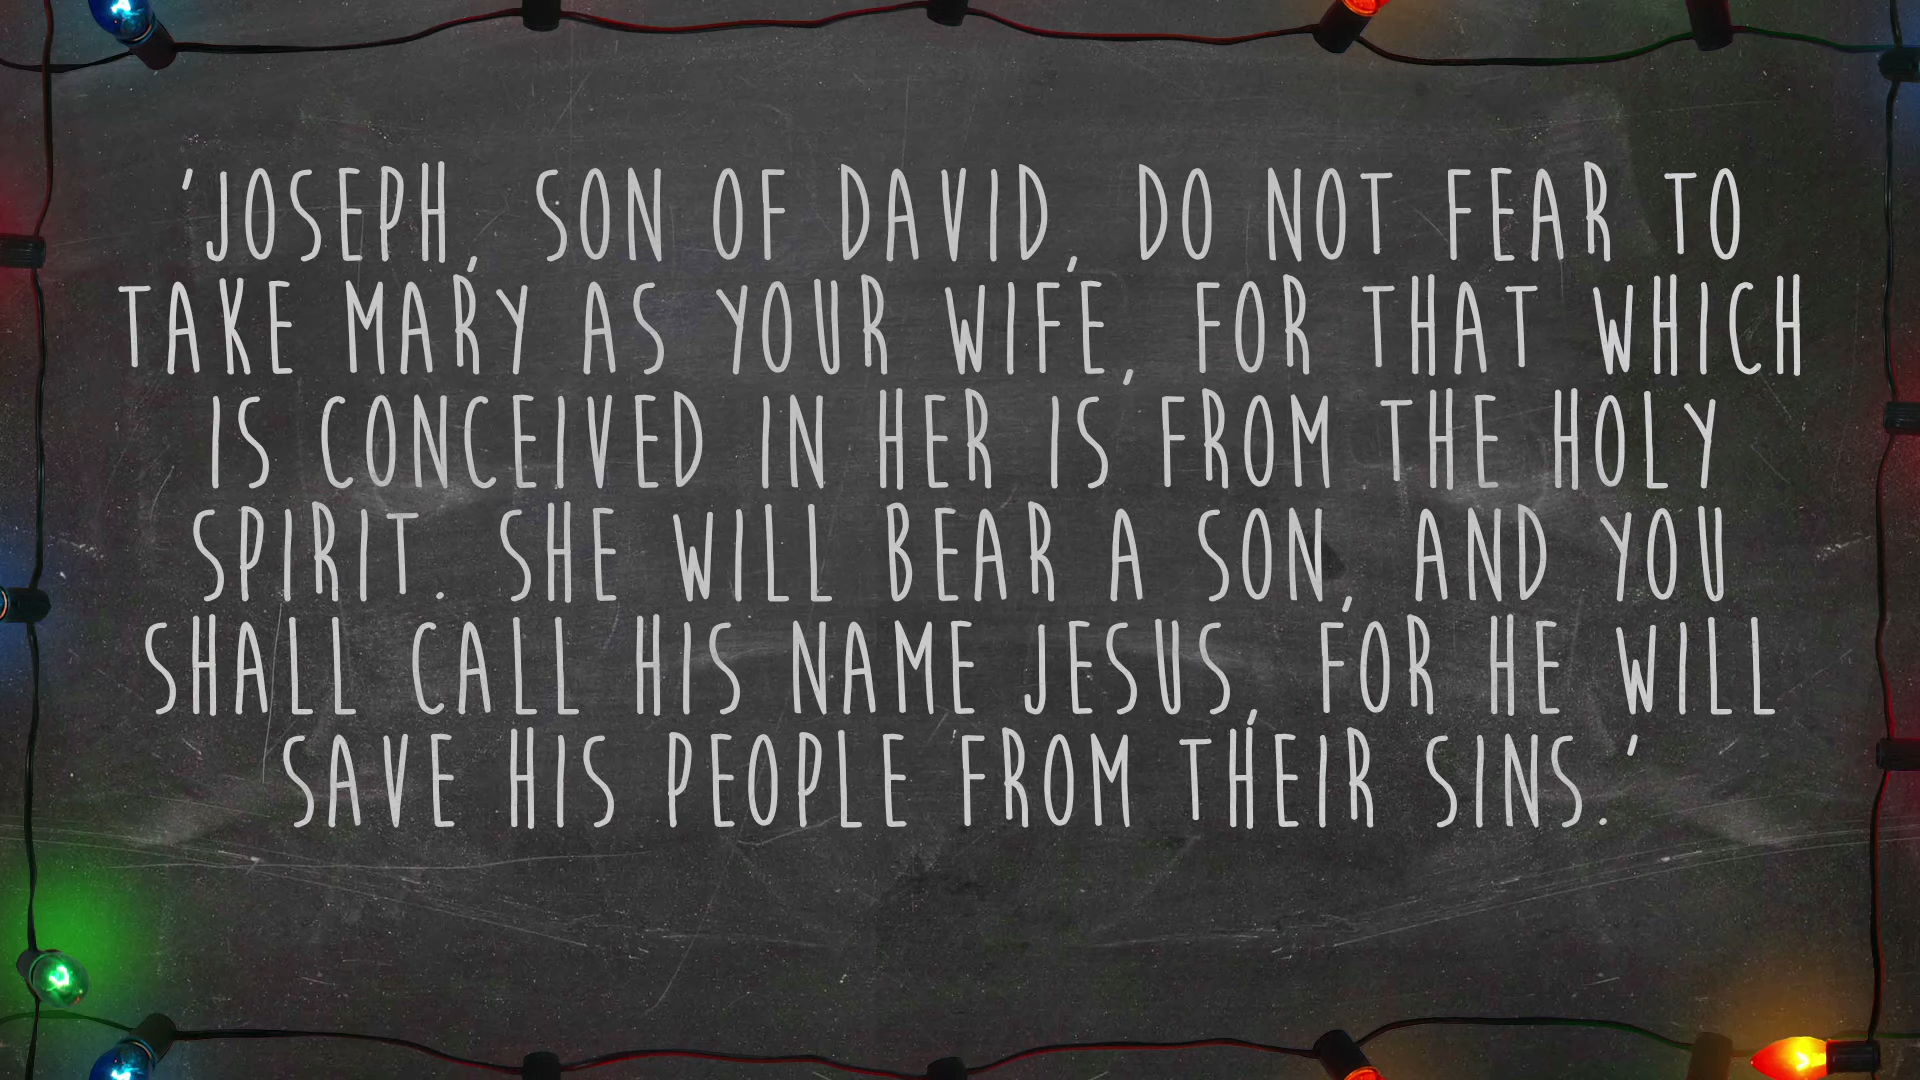 'JOSEPH, SON OF DAVID, DO NOT FEAR TO
TAKE MARY AS YOUR WIFE, FOR THAT WHICH
IS CONCEIVED IN HER IS FROM THE HOLY
SPIRIT. SHE WILL BEAR A SON, AND YOU
SHALL CALL HIS NAME JESUS, FOR HE WILL
SAVE HIS PEOPLE FROM THEIR SINS.'